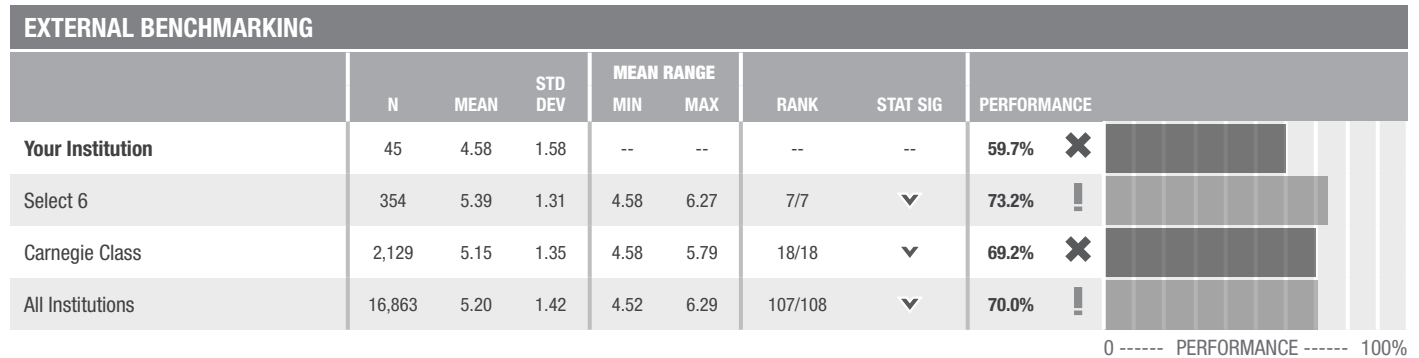 EXTERNAL BENCHMARKING
MEAN RANGE
N MEAN STD DEV MIN MAX RANK STAT SIG PERFORMANCE
Your Institution 45 4.58 1.58 -- -- -- -- 59.7%
Select 6 354 5.39 1.31 4.58 6.27 7/7 73.2%
Carnegie Class 2,129 5.15 1.35 4.58 5.79 18/18 69.2%
All Institutions 16,863 5.20 1.42 4.52 6.29 107/108 70.0%
0 ------ PERFORMANCE ------ 100%